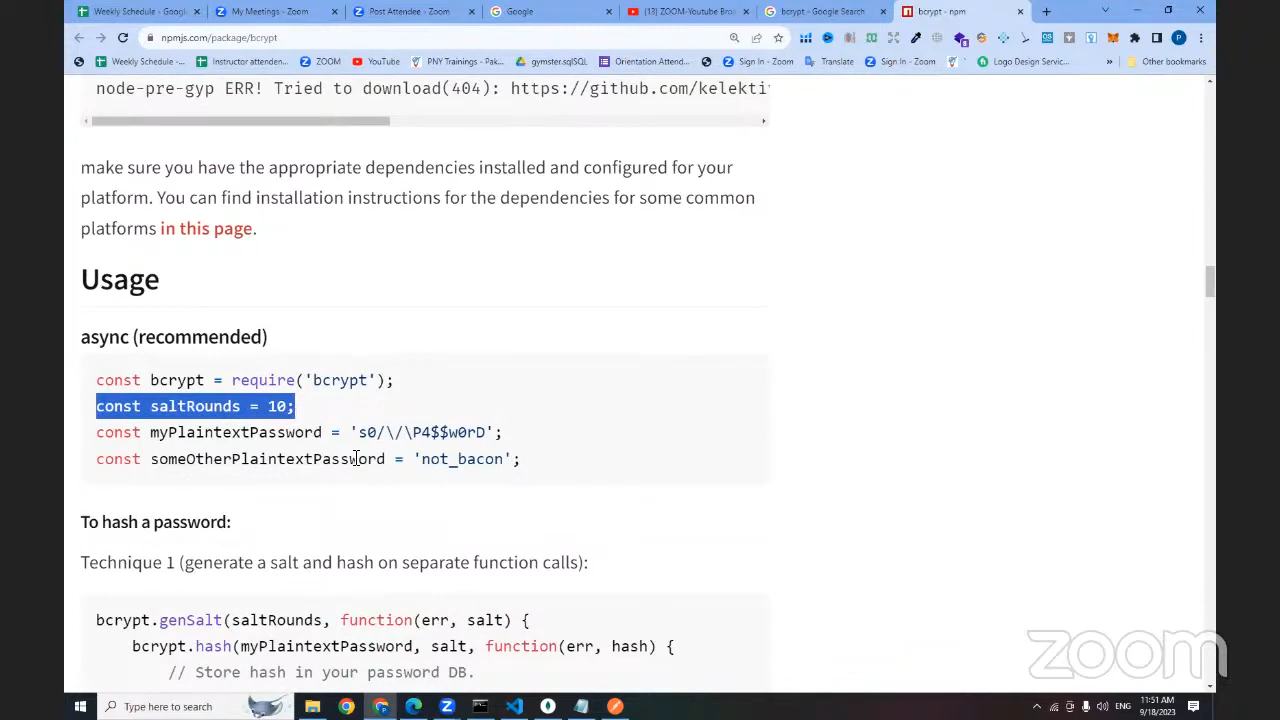 Weekly Schedule - Google
My Meetings - Zoom
Post Attendee - Zoom
Google
[13] ZOOM-Youtube Bro
bcrypt - Google Search
bcrypt - npm
npmjs.com/package/bcrypt
Weekly Schedule -
Instructor attenden...
ZOOM
YouTube
PNY Trainings - Pak...
gymster.sqlSQL
Orientation Attend...
Sign In - Zoom
Translate
Sign In - Zoom
Logo Design Servic...
Other bookmarks
node-pre-gyp ERR! Tried to download(404): https://github.com/kelekti
make sure you have the appropriate dependencies installed and configured for your
platform. You can find installation instructions for the dependencies for some common
platforms in this page.
Usage
async (recommended)
const bcrypt = require('bcrypt');
const saltRounds = 10;
const myPlaintextPassword = 's0/\/\P4$$w0rD';
const someOtherPlaintextPassword = 'not_bacon';
To hash a password:
Technique 1 (generate a salt and hash on separate function calls):
bcrypt.genSalt(saltRounds, function(err, salt) {
bcrypt.hash(myPlaintextPassword, salt, function(err, hash) {
// Store hash in your password DB.
zoom
Type here to search
ENG
11:51 AM
9/18/2023